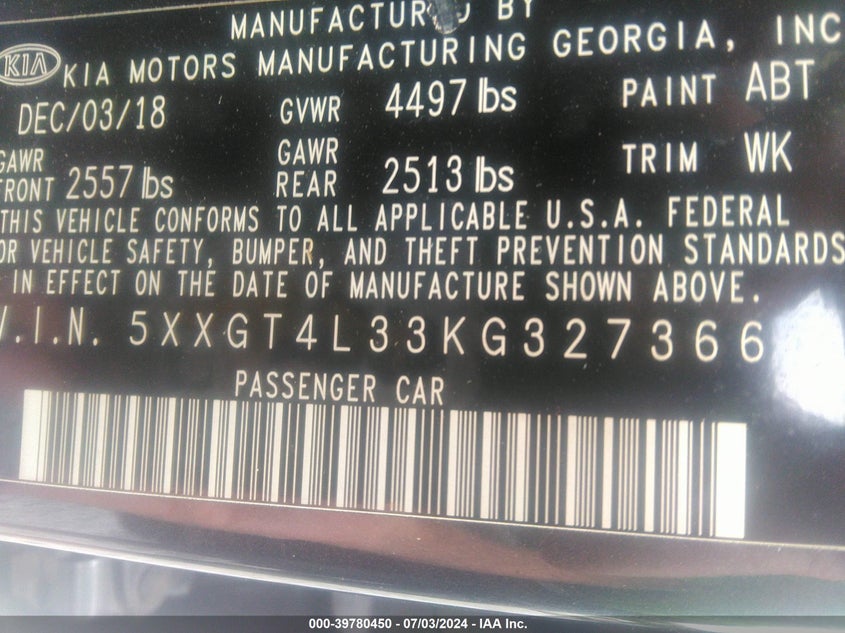 MANUFACTURED BY
KIA KIA MOTORS MANUFACTURING GEORGIA, INC
DEC/03/18 GVWR 4497 lbs PAINT ABT
GAWR FRONT 2557 lbs GAWR REAR 2513 lbs TRIM WK
THIS VEHICLE CONFORMS TO ALL APPLICABLE U.S.A. FEDERAL
OR VEHICLE SAFETY, BUMPER, AND THEFT PREVENTION STANDARDS
IN EFFECT ON THE DATE OF MANUFACTURE SHOWN ABOVE.
V.I.N. 5XXGT4L33KG327366
PASSENGER CAR
000-39780450 - 07/03/2024 - IAA Inc.